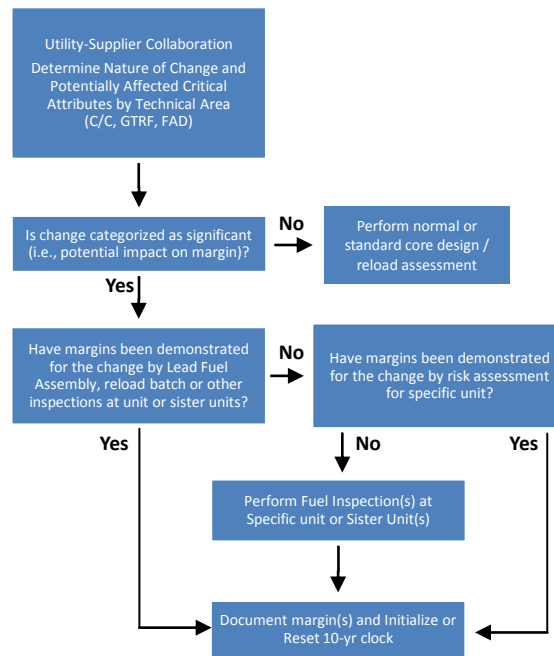 Utility-Supplier Collaboration
Determine Nature of Change and
Potentially Affected Critical
Attributes by Technical Area
(C/C, GTRF, FAD)
Is change categorized as significant
(i.e., potential impact on margin)?
No
Perform normal or
standard core design /
reload assessment
Yes
Have margins been demonstrated
for the change by Lead Fuel
Assembly, reload batch or other
inspections at unit or sister units?
No
Have margins been demonstrated
for the change by risk assessment
for specific unit?
Yes
No
Yes
Perform Fuel Inspection(s) at
Specific unit or Sister Unit(s)
Document margin(s) and Initialize or
Reset 10-yr clock